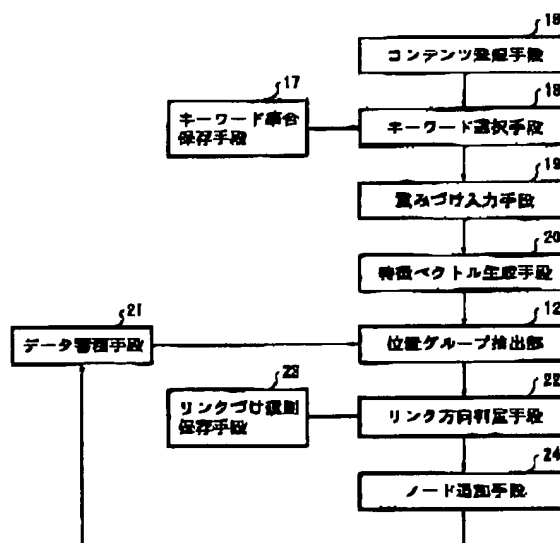 16
コンテンツ登録手段
17
キーワード集合
保存手段
18
キーワード選択手段
19
重みづけ入力手段
20
特徴ベクトル生成手段
21
データ蓄積手段
12
位置グループ抽出部
23
リンクづけ規則
保存手段
22
リンク方向判定手段
24
ノード追加手段